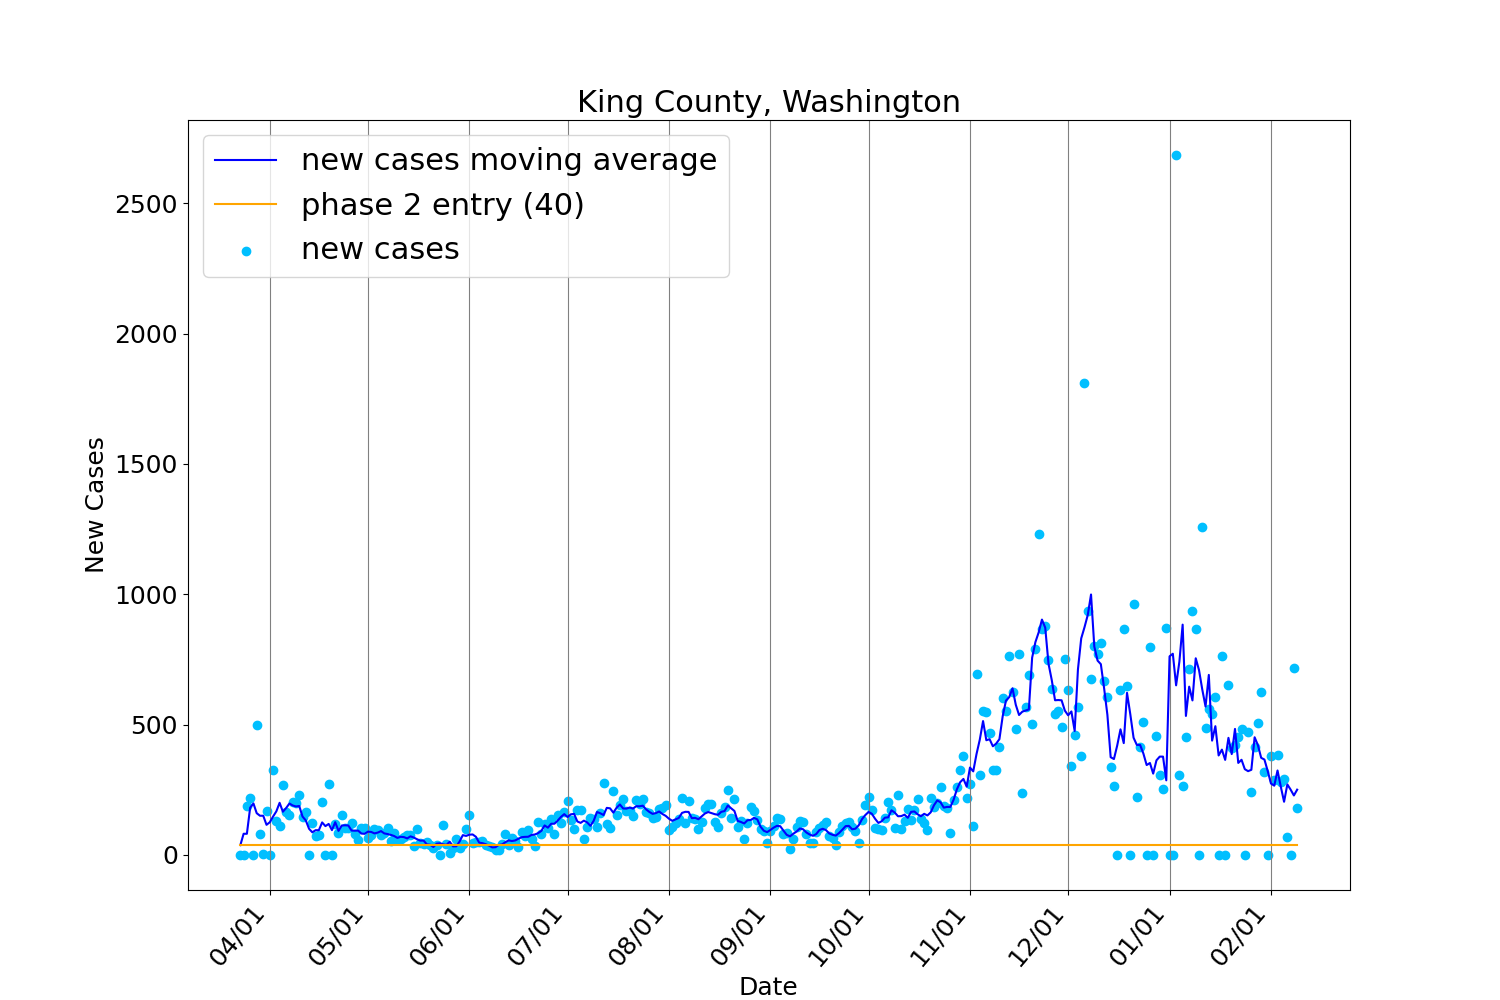 King County, Washington
new cases moving average
phase 2 entry (40)
new cases
2500
2000
1500
1000
500
0
New Cases
04/01
05/01
06/01
07/01
08/01
09/01
10/01
11/01
12/01
01/01
02/01
Date